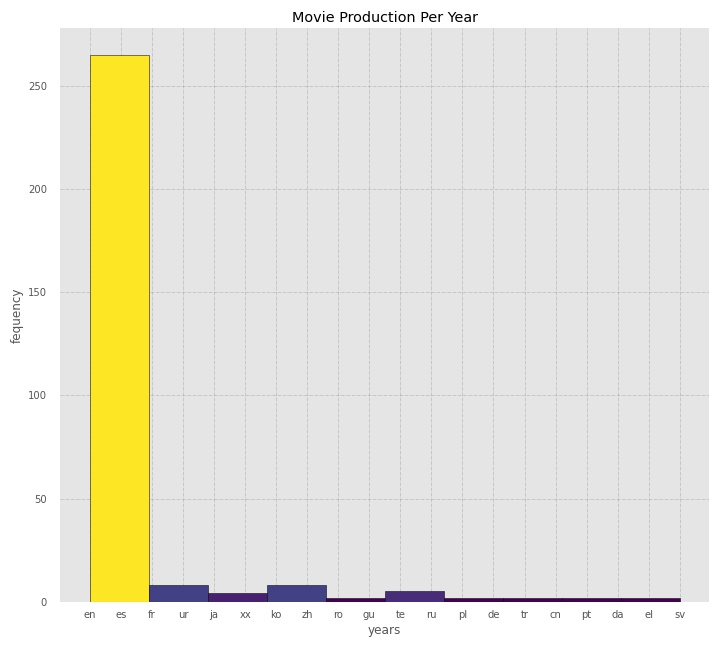 Movie Production Per Year
250
200
150
100
50
0
fequency
en es fr ur ja xx ko zh ro gu te ru pl de tr cn pt da el sv
years